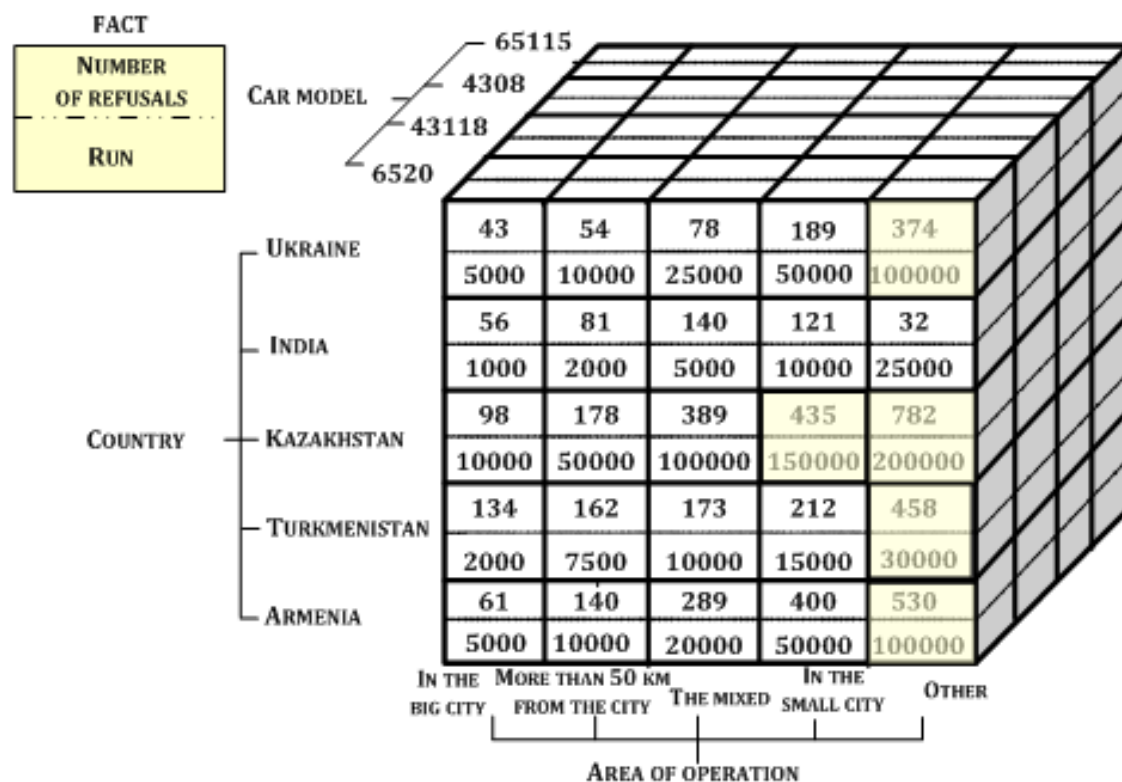 FACT
NUMBER
OF REFUSALS
RUN
CAR MODEL
65115
4308
43118
6520
43 54 78 189 374
UKRAINE
5000 10000 25000 50000 100000
56 81 140 121 32
INDIA
1000 2000 5000 10000 25000
98 178 389 435 782
COUNTRY
KAZAKHSTAN
10000 50000 100000 150000 200000
134 162 173 212 458
TURKMENISTAN
2000 7500 10000 15000 30000
61 140 289 400 530
ARMENIA
5000 10000 20000 50000 100000
IN THE
BIG CITY
MORE THAN 50 KM
FROM THE CITY
THE MIXED
IN THE
SMALL CITY
OTHER
AREA OF OPERATION